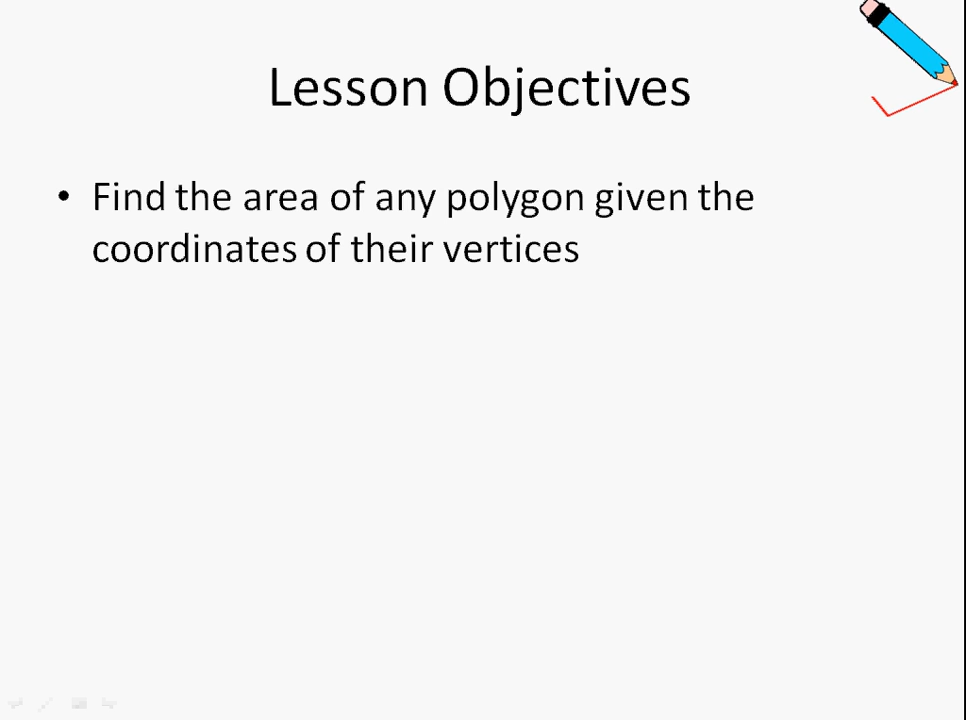 Lesson Objectives
• Find the area of any polygon given the
coordinates of their vertices